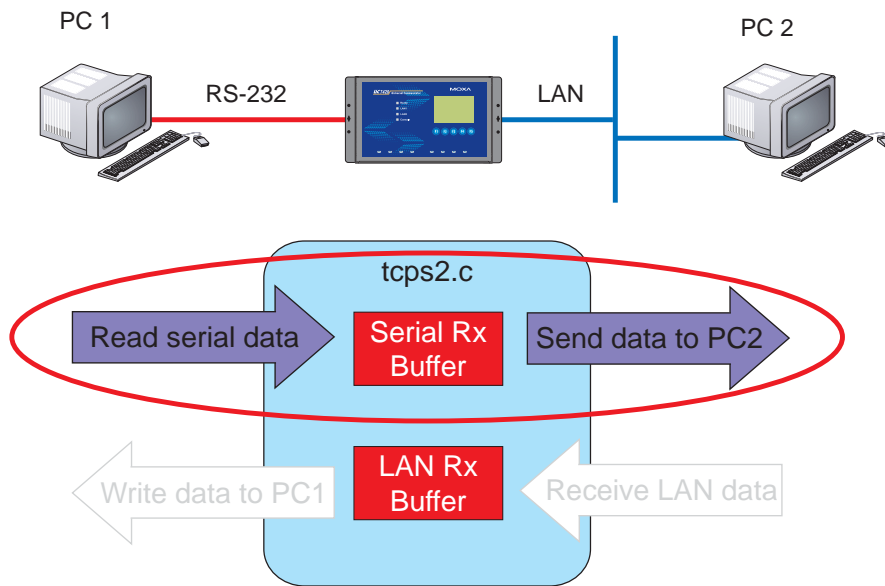 PC 1
PC 2
RS-232
MOXA
LAN
tcps2.c
Read serial data
Serial Rx
Buffer
Send data to PC2
LAN Rx
Buffer
Write data to PC1
Receive LAN data